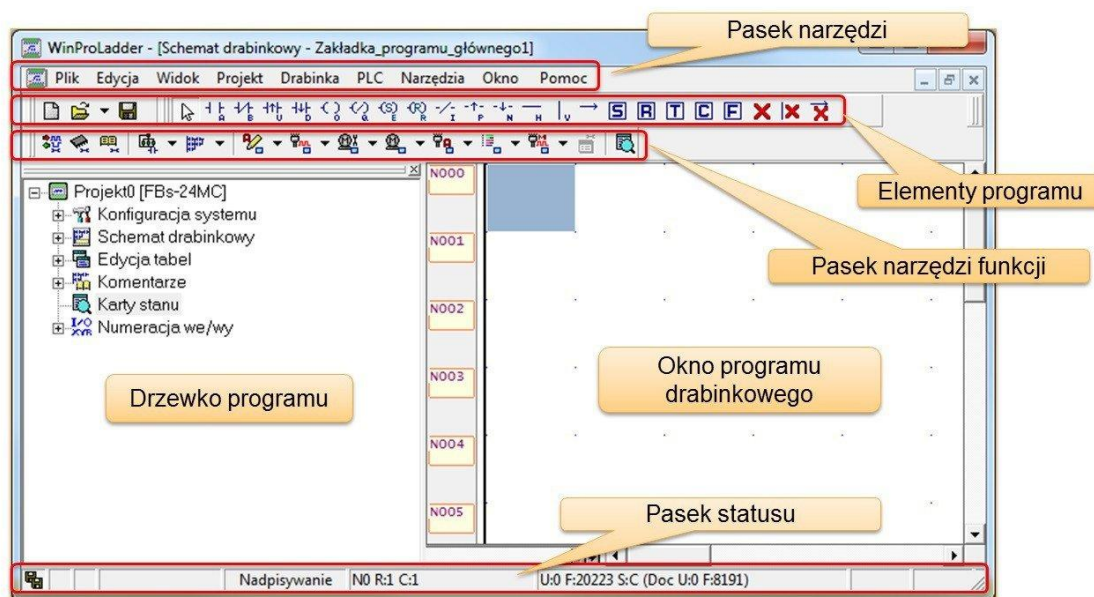 Pasek narzędzi
WinProLadder - [Schemat drabinkowy - Zakładka_programu_głównego1]
Plik Edycja Widok Projekt Drabinka PLC Narzędzia Okno Pomoc
A B U D O Q E R I P N H V S R T C F
Elementy programu
Pasek narzędzi funkcji
Projekt0 [FBs-24MC]
Konfiguracja systemu
Schemat drabinkowy
Edycja tabel
Komentarze
Karty stanu
Numeracja we/wy
Drzewko programu
N000
N001
N002
N003
N004
N005
Okno programu
drabinkowego
Pasek statusu
Nadpisywanie N0 R:1 C:1 U:0 F:20223 S:C (Doc U:0 F:8191)